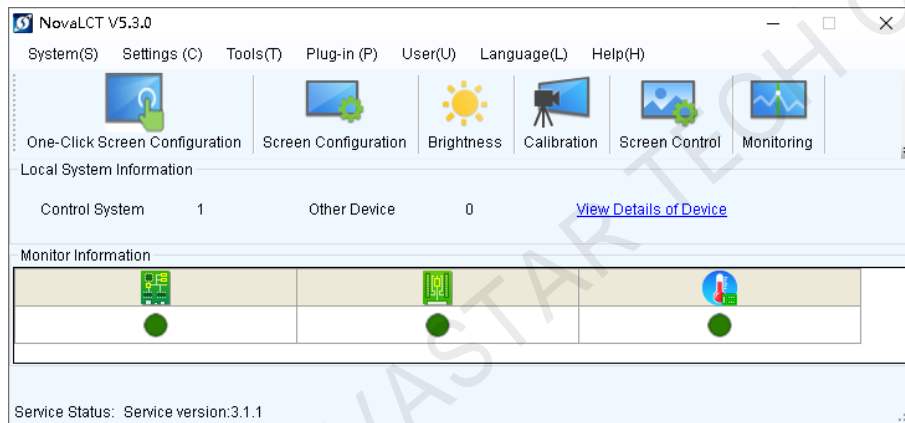 NovaLCT V5.3.0
System(S) Settings (C) Tools(T) Plug-in (P) User(U) Language(L) Help(H)
One-Click Screen Configuration Screen Configuration Brightness Calibration Screen Control Monitoring
Local System Information
Control System 1 Other Device 0 View Details of Device
Monitor Information
Service Status: Service version:3.1.1
VASTAR TECH C